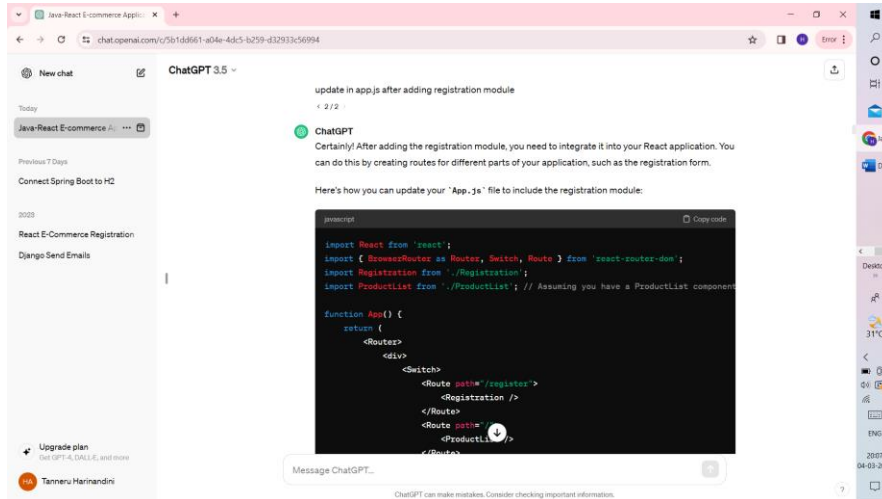 Java-React E-commerce Applic
chat.openai.com/c/5b1dd661-a04e-4dc5-b259-d32933c56994
Error
New chat
ChatGPT 3.5
Today
Java-React E-commerce A
Previous 7 Days
Connect Spring Boot to H2
2023
React E-Commerce Registration
Django Send Emails
Upgrade plan
Get GPT-4, DALL-E, and more
HA
Tanneru Harinandini
update in app.js after adding registration module
< 2/2 >
ChatGPT
Certainly! After adding the registration module, you need to integrate it into your React application. You
can do this by creating routes for different parts of your application, such as the registration form.
Here's how you can update your `App.js` file to include the registration module:
javascript
Copy code
import React from 'react';
import { BrowserRouter as Router, Switch, Route } from 'react-router-dom';
import Registration from './Registration';
import ProductList from './ProductList'; // Assuming you have a ProductList component
function App() {
return (
<Router>
<div>
<Switch>
<Route path="/register">
<Registration />
</Route>
<Route path="/
<ProductLi />
</Route>
Message ChatGPT...
ChatGPT can make mistakes. Consider checking important information.
?
Deskto
31°C
ENG
20:07
04-03-2